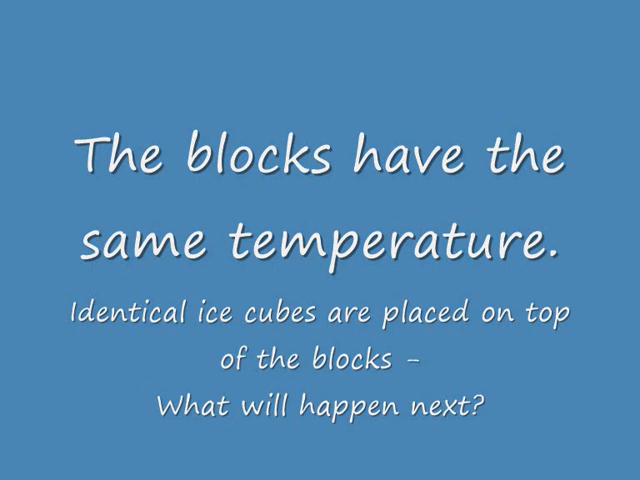 The blocks have the
same temperature.
Identical ice cubes are placed on top
of the blocks -
What will happen next?